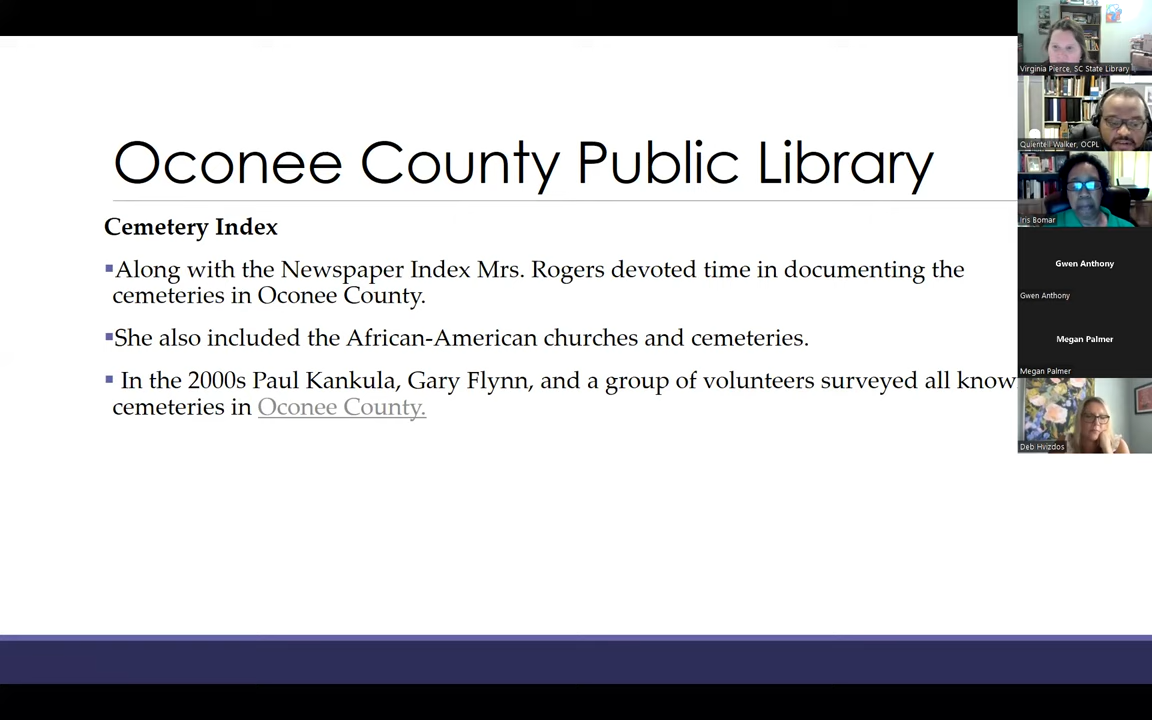 Oconee County Public Library
Cemetery Index
▪Along with the Newspaper Index Mrs. Rogers devoted time in documenting the
cemeteries in Oconee County.
▪She also included the African-American churches and cemeteries.
▪ In the 2000s Paul Kankula, Gary Flynn, and a group of volunteers surveyed all know
cemeteries in Oconee County.
Virginia Pierce, SC State Library
Quientell Walker, OCPL
Iris Bomar
Gwen Anthony
Gwen Anthony
Megan Palmer
Megan Palmer
Deb Hvizdos